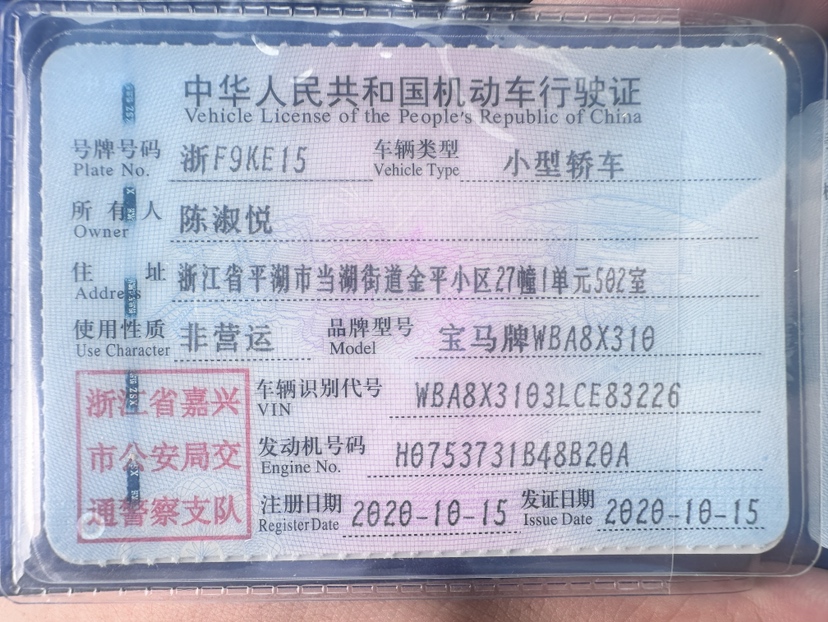 中华人民共和国机动车行驶证
Vehicle License of the People's Republic of China
号牌号码 浙F9KE15 车辆类型 小型轿车
Plate No. Vehicle Type
所有人 陈淑悦
Owner
住址 浙江省平湖市当湖街道金平小区27幢1单元502室
Address
使用性质 非营运 品牌型号 宝马牌WBA8X310
Use Character Model
浙江省嘉兴
市公安局交
通警察支队
车辆识别代号 WBA8X3103LCE83226
VIN
发动机号码 H0753731B48B20A
Engine No.
注册日期 2020-10-15 发证日期 2020-10-15
Register Date Issue Date